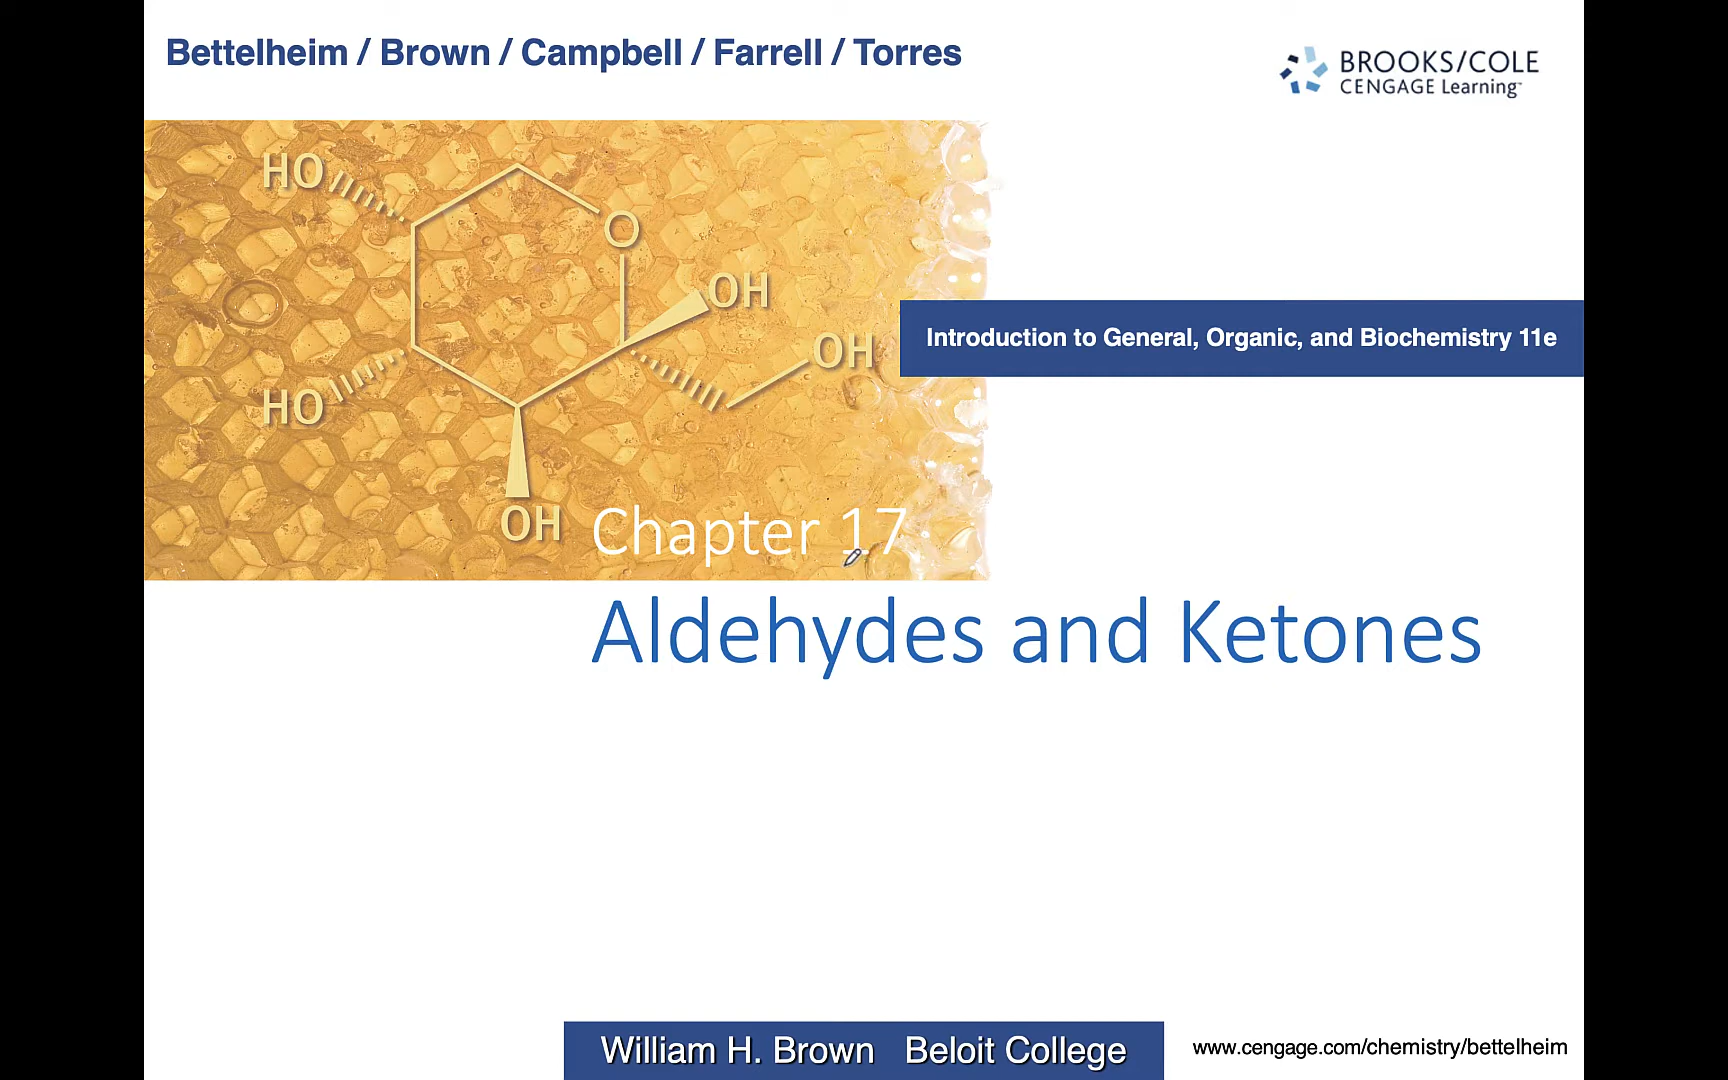 Bettelheim / Brown / Campbell / Farrell / Torres
BROOKS/COLE
CENGAGE Learning™
HO
O
OH
OH
HO
OH
Introduction to General, Organic, and Biochemistry 11e
Chapter 17
Aldehydes and Ketones
William H. Brown Beloit College
www.cengage.com/chemistry/bettelheim